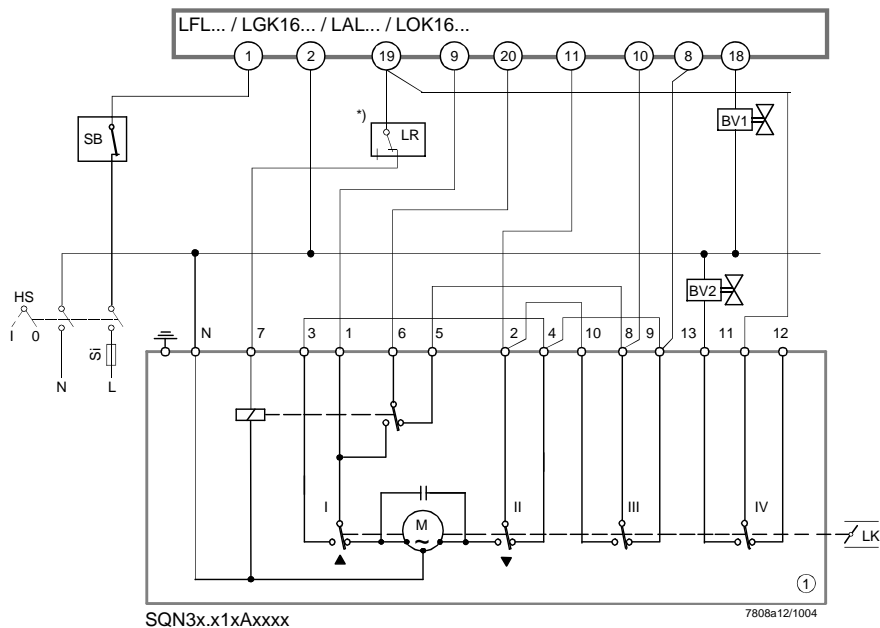 LFL... / LGK16... / LAL... / LOK16...
1 2 19 9 20 11 10 8 18
*)
SB LR BV1
BV2
HS
I 0
Si
N L
N 7 3 1 6 5 2 4 10 8 9 13 11 12
I M II III IV
~
LK
1
SQN3x.x1xAxxxx
7808a12/1004